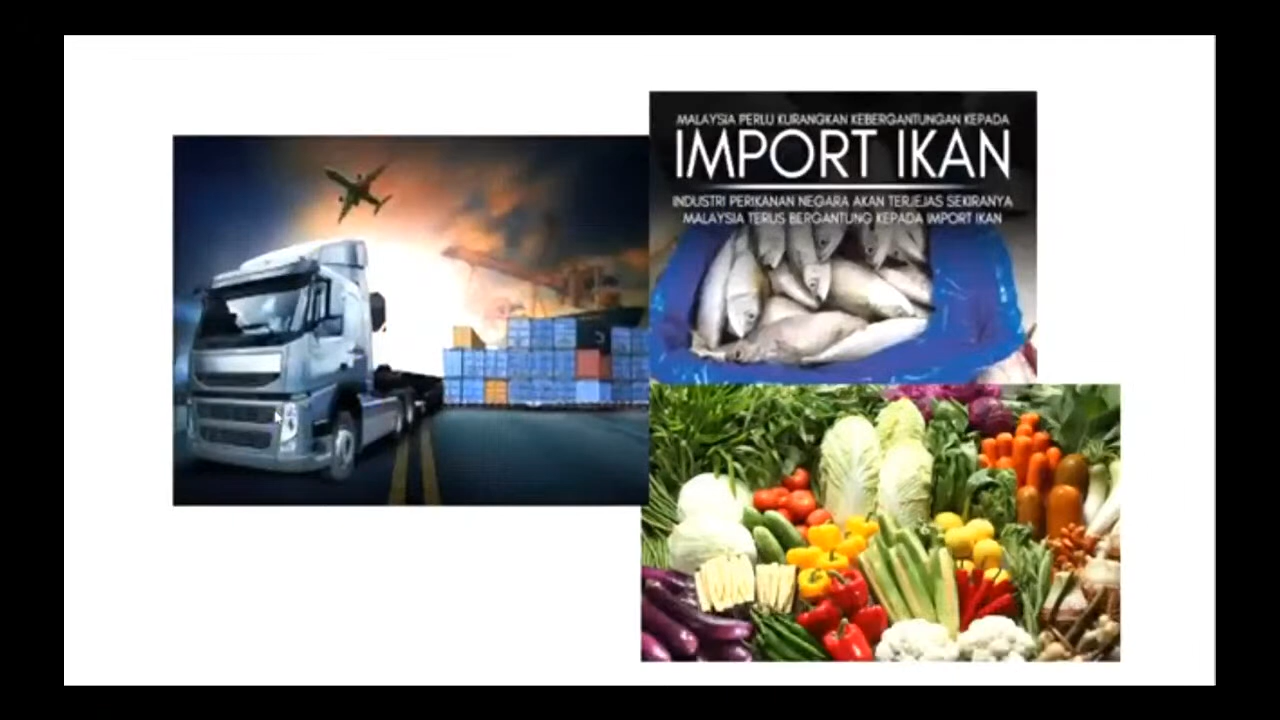 MALAYSIA PERLU KURANGKAN KEBERGANTUNGAN KEPADA
IMPORT IKAN
INDUSTRI PERIKANAN NEGARA AKAN TERJEJAS SEKIRANYA
MALAYSIA TERUS BERGANTUNG KEPADA IMPORT IKAN